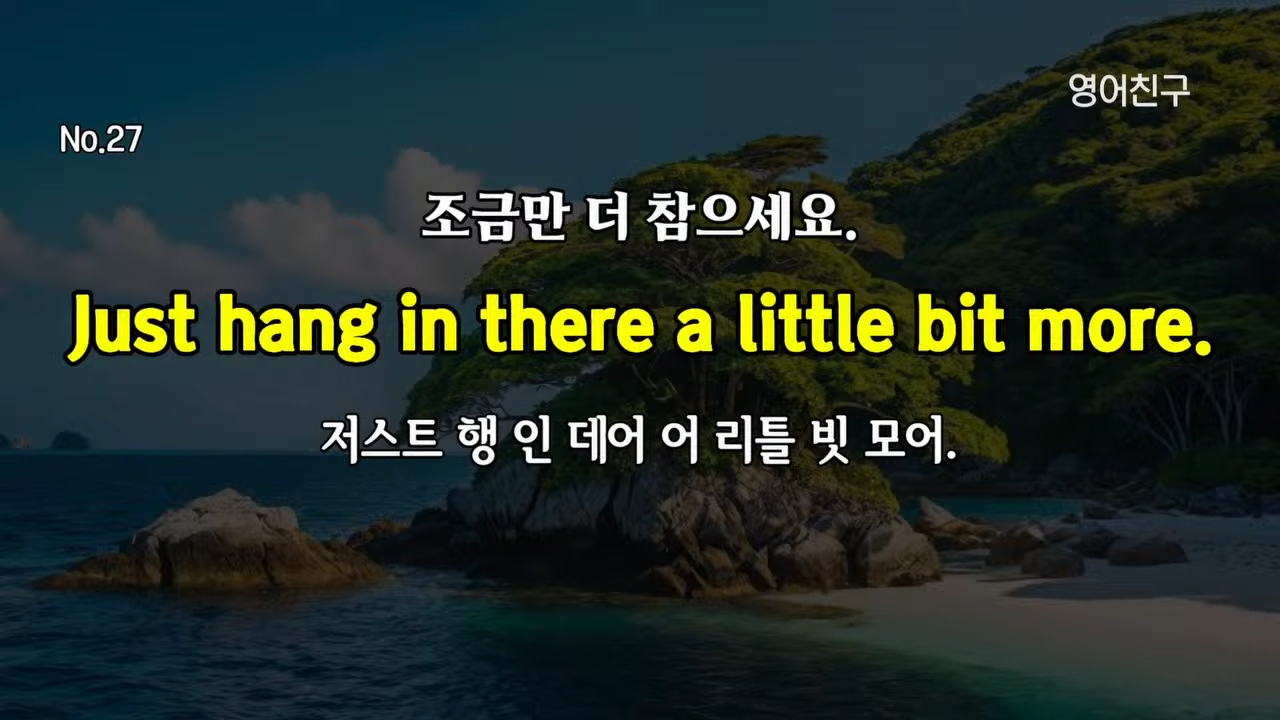 영어친구
No.27
조금만 더 참으세요.
Just hang in there a little bit more.
저스트 행 인 데어 어 리틀 빗 모어.